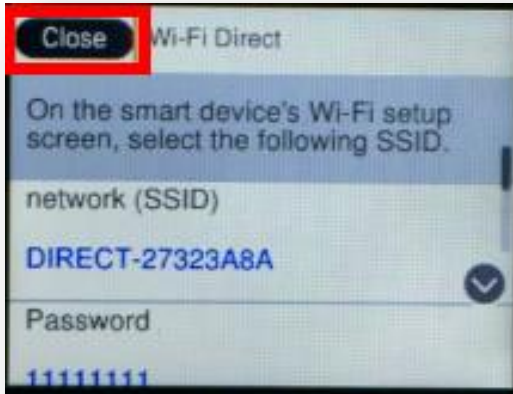 Close Wi-Fi Direct
On the smart device's Wi-Fi setup
screen, select the following SSID.
network (SSID)
DIRECT-27323A8A
Password
11111111